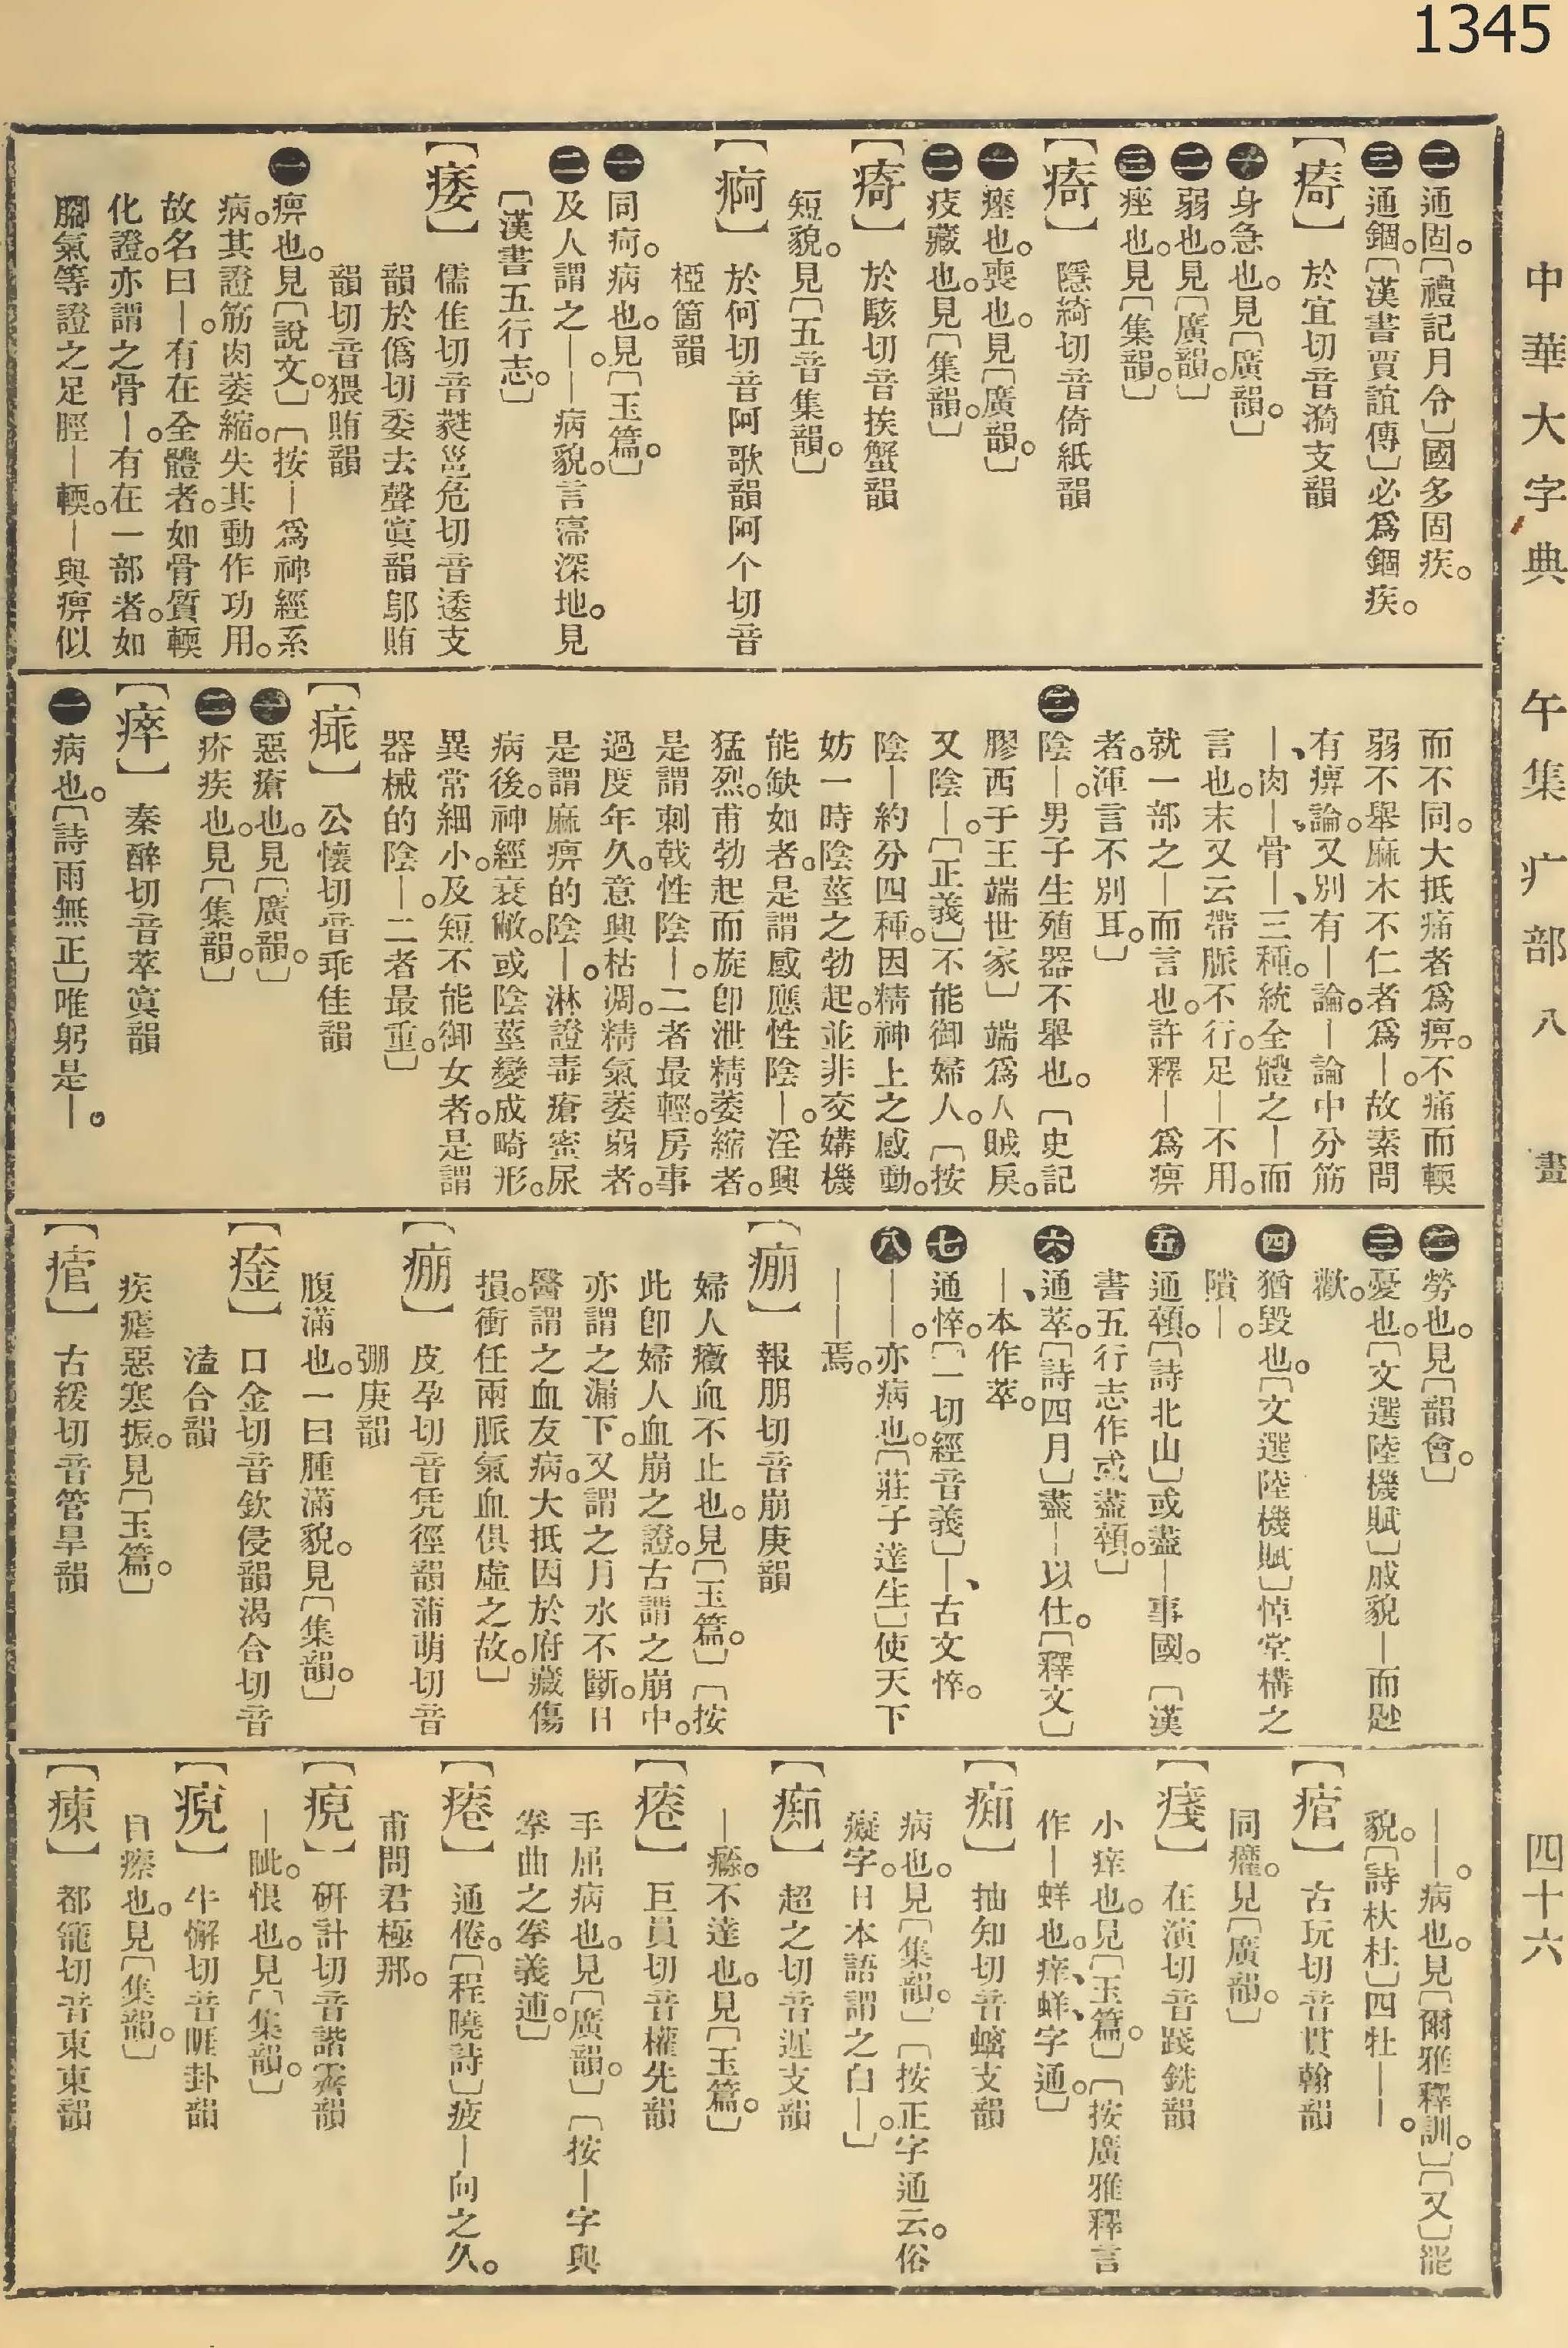 1345
中華大字典 午集 疒部 八畫 四十六
㊁通固。〔禮記月令〕國多固疾。
㊂通錮。〔漢書賈誼傳〕必爲錮疾。
【㾨】於宜切音漪支韻
㊀身急也。見〔廣韻。〕
㊁弱也。見〔廣韻。〕
㊂痙也。見〔集韻。〕
【㾨】隱綺切音倚紙韻
㊀瘞也。喪也。見〔廣韻。〕
㊁疲藏也。見〔集韻。〕
【㾨】於駭切音挨蟹韻
短貌。見〔五音集韻。〕
【痾】於何切音阿歌韻阿个切音
椏箇韻
㊀同疴。病也。見〔玉篇。〕
㊁及人謂之—。—病貌。言㝛深地。見
〔漢書五行志。〕
【痿】儒隹切音蕤邕危切音逶支
韻於僞切委去聲寘韻鄔賄
韻切音猥賄韻
㊀痹也。見〔說文。〕〔按—爲神經系
病。其證筋肉萎縮。失其動作功用。
故名曰—。有在全體者。如骨質輭
化證。亦謂之骨—。有在一部者。如
腳氣等證之足脛—輭。—與痹似
而不同。大抵痛者爲痹。不痛而輭
弱不舉麻木不仁者爲—。故素問
有痹論。又別有—論。—論中分筋
—、肉—、骨—、三種。統全體之—而
言也。末又云帶脈不行。足—不用。
就一部之—而言也。許釋—爲痹
者。渾言不別耳。〕
㊁陰—。男子生殖器不舉也。〔史記
膠西于王端世家〕端爲人賊戾。
又陰—。〔正義〕不能御婦人。〔按
陰—約分四種。因精神上之感動。
妨一時陰莖之勃起。並非交媾機
能缺如者。是謂感應性陰—。淫興
猛烈。甫勃起而旋卽泄精萎縮者。
是謂刺戟性陰—。二者最輕。房事
過度年久。意興枯凋。精氣萎弱者。
是謂麻痹的陰—。淋證毒瘡蜜尿
病後。神經衰敝。或陰莖變成畸形。
異常細小。及短不能御女者。是謂
器械的陰—。二者最重。〕
【㾩】公懷切音乖佳韻
㊀惡瘡也。見〔廣韻。〕
㊁疥疾也。見〔集韻。〕
【瘁】秦醉切音萃寘韻
㊀病也。〔詩雨無正〕唯躬是—。
㊁勞也。見〔韻會。〕
㊂憂也。〔文選陸機賦〕戚貌—而尟
歡。
㊃猶毀也。〔文選陸機賦〕悼堂構之
隤—。
㊄通顇。〔詩北山〕或盡—事國。〔漢
書五行志作或盡顇。〕
㊅通萃。〔詩四月〕盡—以仕。〔釋文〕
—、本作萃。
㊆通悴。〔一切經音義〕—、古文悴。
㊇——。亦病也。〔莊子達生〕使天下
——焉。
【痭】報朋切音崩庚韻
婦人癥血不止也。見〔玉篇。〕〔按
此卽婦人血崩之證。古謂之崩中。
亦謂之漏下。又謂之月水不斷。日
醫謂之血友病。大抵因於府藏傷
損。衝任兩脈氣血俱虛之故。〕
【痭】皮孕切音凭徑韻蒲萌切音
弸庚韻
腹滿也。一曰腫滿貌。見〔集韻。〕
【㾣】口金切音欽侵韻渴合切音
溘合韻
疾瘧惡寒振。見〔玉篇。〕
【痯】古緩切音管旱韻
——。病也。見〔爾雅釋訓。〕〔又〕罷
貌。〔詩杕杜〕四牡——。
【痯】古玩切音貫翰韻
同瓘。見〔廣韻。〕
【㾪】在演切音踐銑韻
小痒也。見〔玉篇。〕〔按廣雅釋言
作—蛘也。痒、蛘、字通。〕
【痴】抽知切音螭支韻
病也。見〔集韻。〕〔按正字通云。俗
癡字。日本語謂之白—。〕
【痴】超之切音遲支韻
—㿊。不達也。見〔玉篇。〕
【痯】巨員切音權先韻
手屈病也。見〔廣韻。〕〔按—字與
拳曲之拳義通。〕
【㾯】通倦。〔程曉詩〕疲—向之久。
甫問君極那。
【㾕】硏計切音詣霽韻
—眦。恨也。見〔集韻。〕
【㾕】牛懈切音睚卦韻
目瘵也。見〔集韻。〕
【㾖】都籠切音東東韻